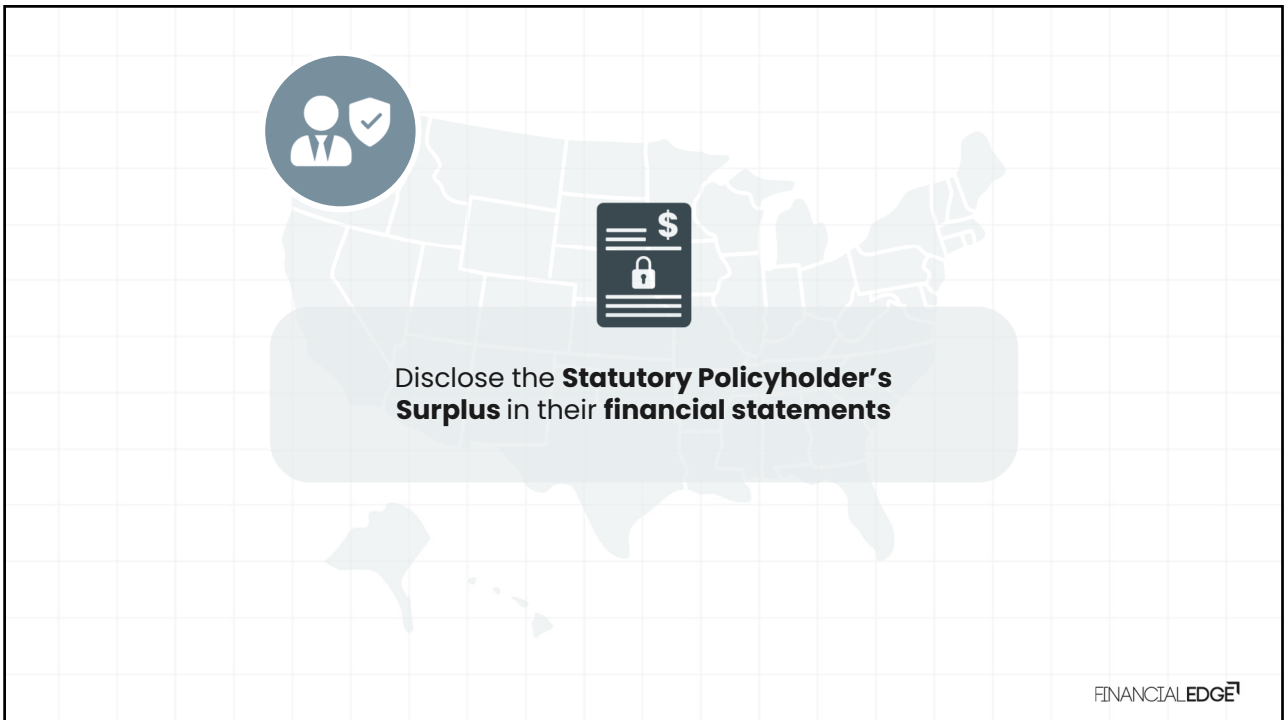 $
Disclose the Statutory Policyholder’s
Surplus in their financial statements
FINANCIALEDGE